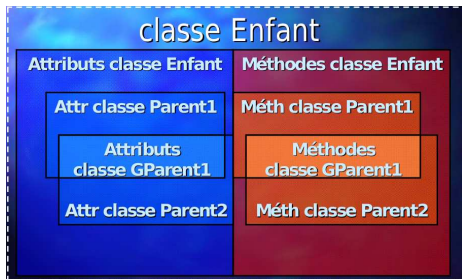 classe Enfant
Attributs classe Enfant
Méthodes classe Enfant
Attr classe Parent1
Méth classe Parent1
Attributs
classe GParent1
Méthodes
classe GParent1
Attr classe Parent2
Méth classe Parent2